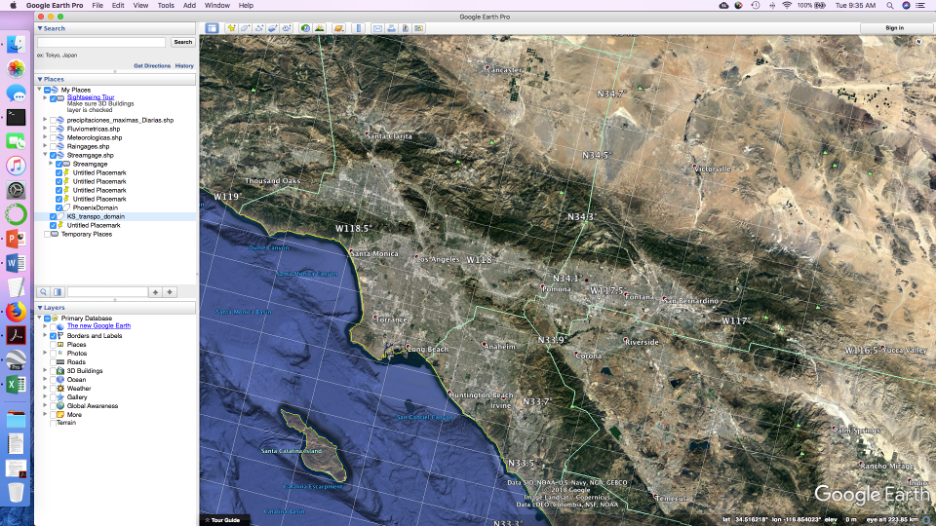 Google Earth Pro File Edit View Tools Add Window Help
100% Tue 9:35 AM
Google Earth Pro
Search
Sign in
Search
ex: Tokyo, Japan
Get Directions History
Places
My Places
Sightseeing Tour
Make sure 3D Buildings
layer is checked
precipitaciones_maximas_Diarias.shp
Fluviometricas.shp
Meteorologicas.shp
Raingages.shp
Streamgage.shp
Streamgage
Untitled Placemark
Untitled Placemark
Untitled Placemark
Untitled Placemark
PhoenixDomain
KS_transpo_domain
Untitled Placemark
Temporary Places
Layers
Primary Database
The new Google Earth
Borders and Labels
Places
Photos
Roads
3D Buildings
Ocean
Weather
Gallery
Global Awareness
More
Terrain
Lancaster
N34.7°
Santa Clarita
N34.5°
Victorville
Thousand Oaks
W119°
N34.3°
W118.5°
Santa Monica
Los Angeles
W118°
N34.1°
Pomona
W117.5°
Fontana
San Bernardino
W117°
Torrance
Long Beach
Anaheim
N33.9°
Riverside
Corona
W116.5°
Yucca Valley
Huntington Beach
Irvine
N33.7°
San Gabriel Canyon
Santa Catalina Island
N33.5°
Rancho Mirage
Catalina Escarpment
Data SIO, NOAA, U.S. Navy, NGA, GEBCO
2018 Google
Image Landsat / Copernicus
Data LDEO-Columbia, NSF, NOAA
Temecula
Google Earth
Catalina Basin
N33.3°
Tour Guide
lat 34.516218° lon -116.854023° elev 0 m eye alt 223.85 km